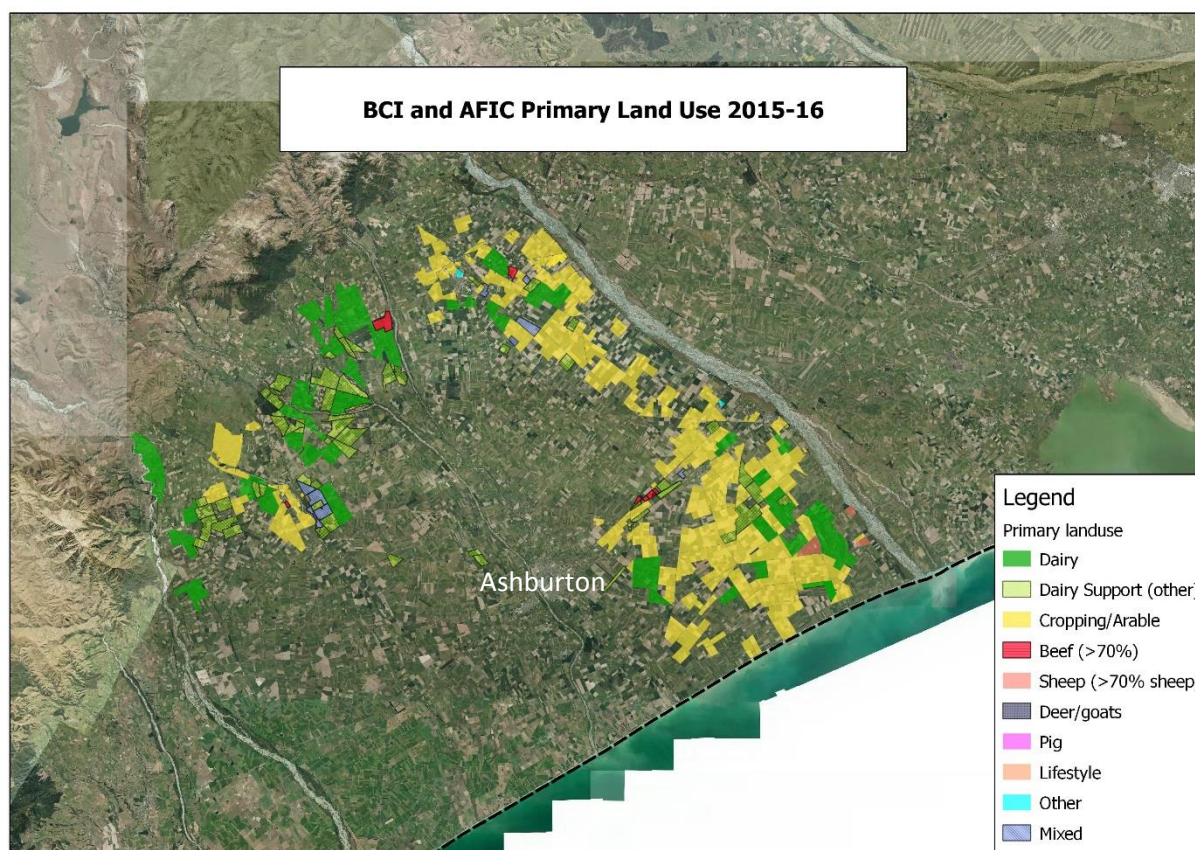 BCI and AFIC Primary Land Use 2015-16
Ashburton
Legend
Primary landuse
Dairy
Dairy Support (other)
Cropping/Arable
Beef (>70%)
Sheep (>70% sheep
Deer/goats
Pig
Lifestyle
Other
Mixed